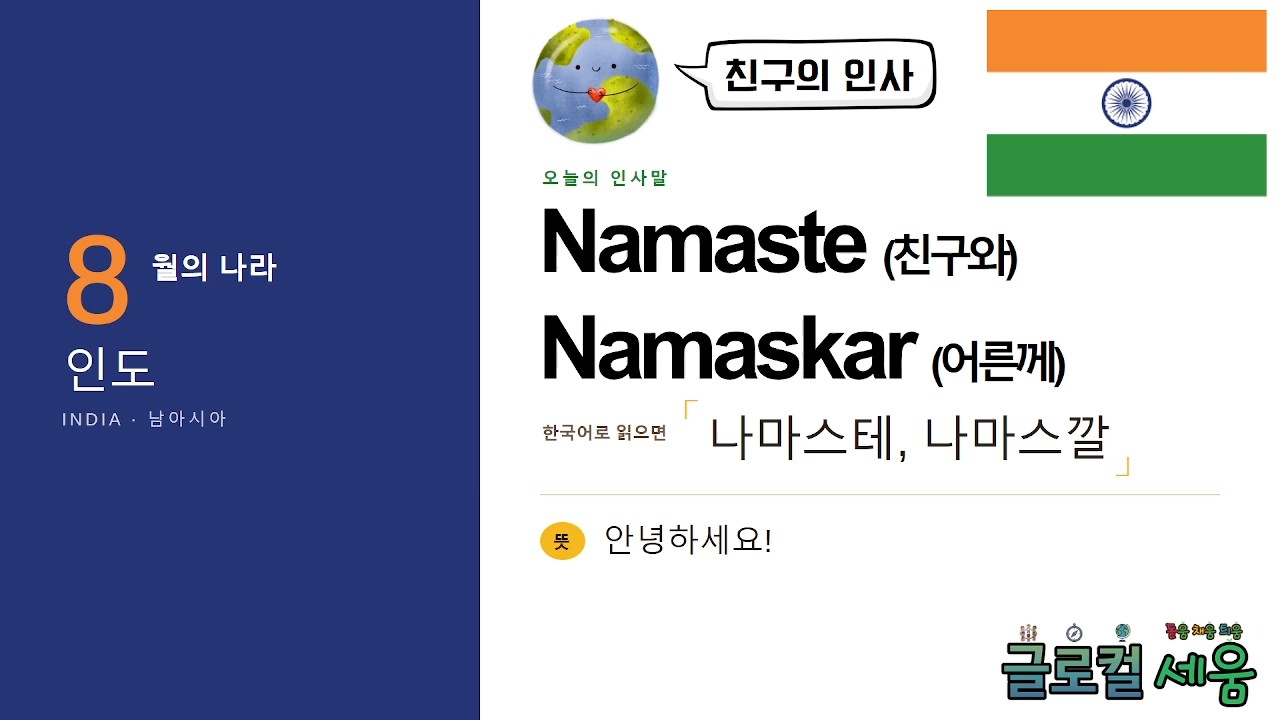 8 월의 나라
인도
INDIA · 남아시아
친구의 인사
오늘의 인사말
Namaste (친구와)
Namaskar (어른께)
한국어로 읽으면 「나마스테, 나마스깔」
뜻 안녕하세요!
채움 틔움
글로컬 세움